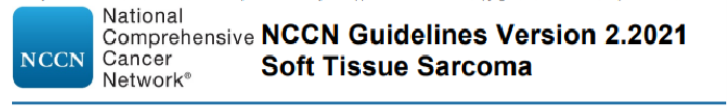 NCCN
National
Comprehensive
Cancer
Network®
NCCN Guidelines Version 2.2021
Soft Tissue Sarcoma